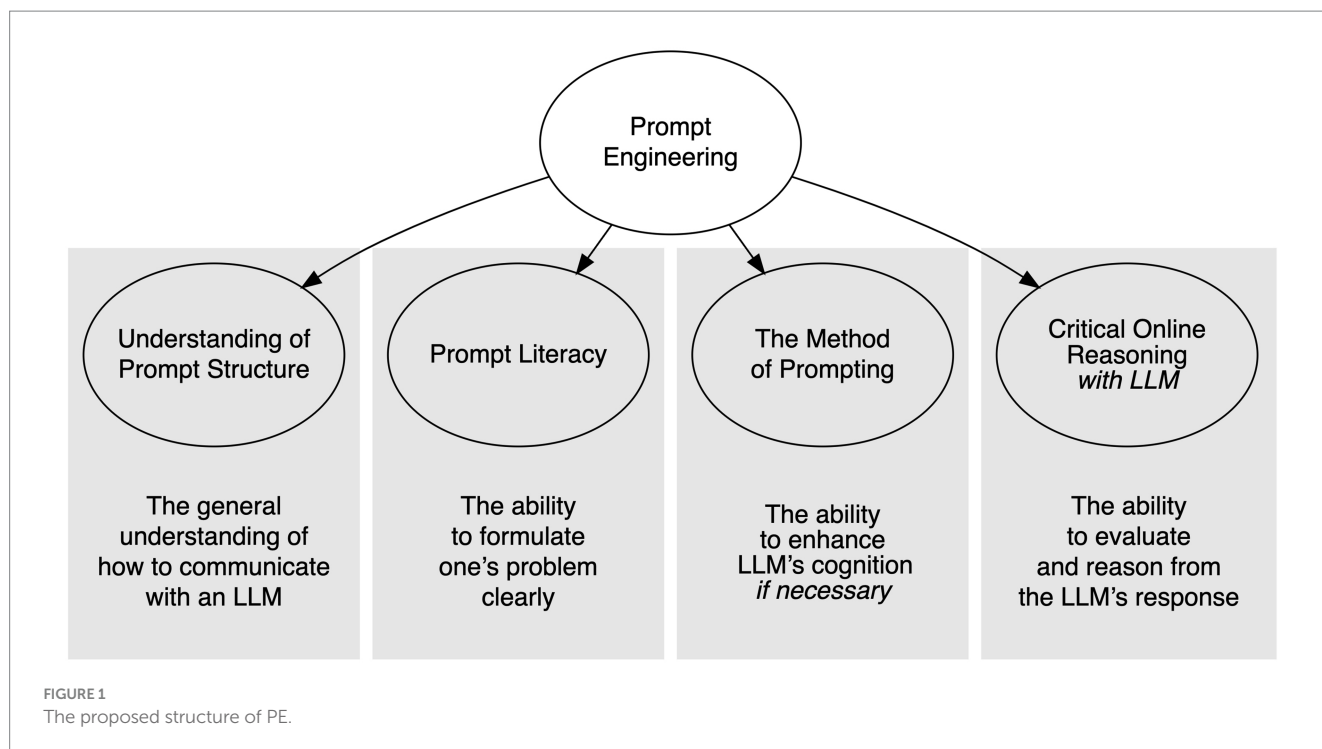 Prompt
Engineering
Understanding of
Prompt Structure
Prompt Literacy
The Method
of Prompting
Critical Online
Reasoning
with LLM
The general
understanding of
how to communicate
with an LLM
The ability
to formulate
one's problem
clearly
The ability
to enhance
LLM's cognition
if necessary
The ability
to evaluate
and reason from
the LLM's response
FIGURE 1
The proposed structure of PE.